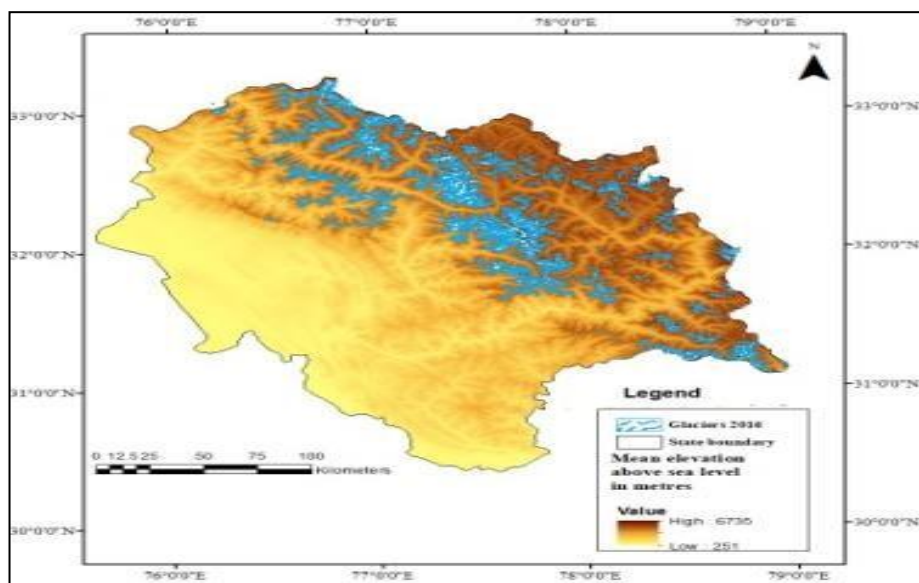 76°0'0"E 77°0'0"E 78°0'0"E 79°0'0"E
N
33°0'0"N 33°0'0"N
32°0'0"N 32°0'0"N
31°0'0"N 31°0'0"N
Legend
Glaciers 2016
State boundary
Mean elevation
above sea level
in metres
Value
High : 6735
Low : 251
0 12.5 25 50 75 100
Kilometers
30°0'0"N 30°0'0"N
76°0'0"E 77°0'0"E 78°0'0"E 79°0'0"E